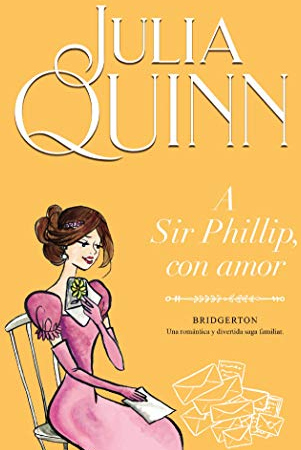 JULIA
QUINN
A
Sir Phillip,
con amor
BRIDGERTON
Una romántica y divertida saga familiar.